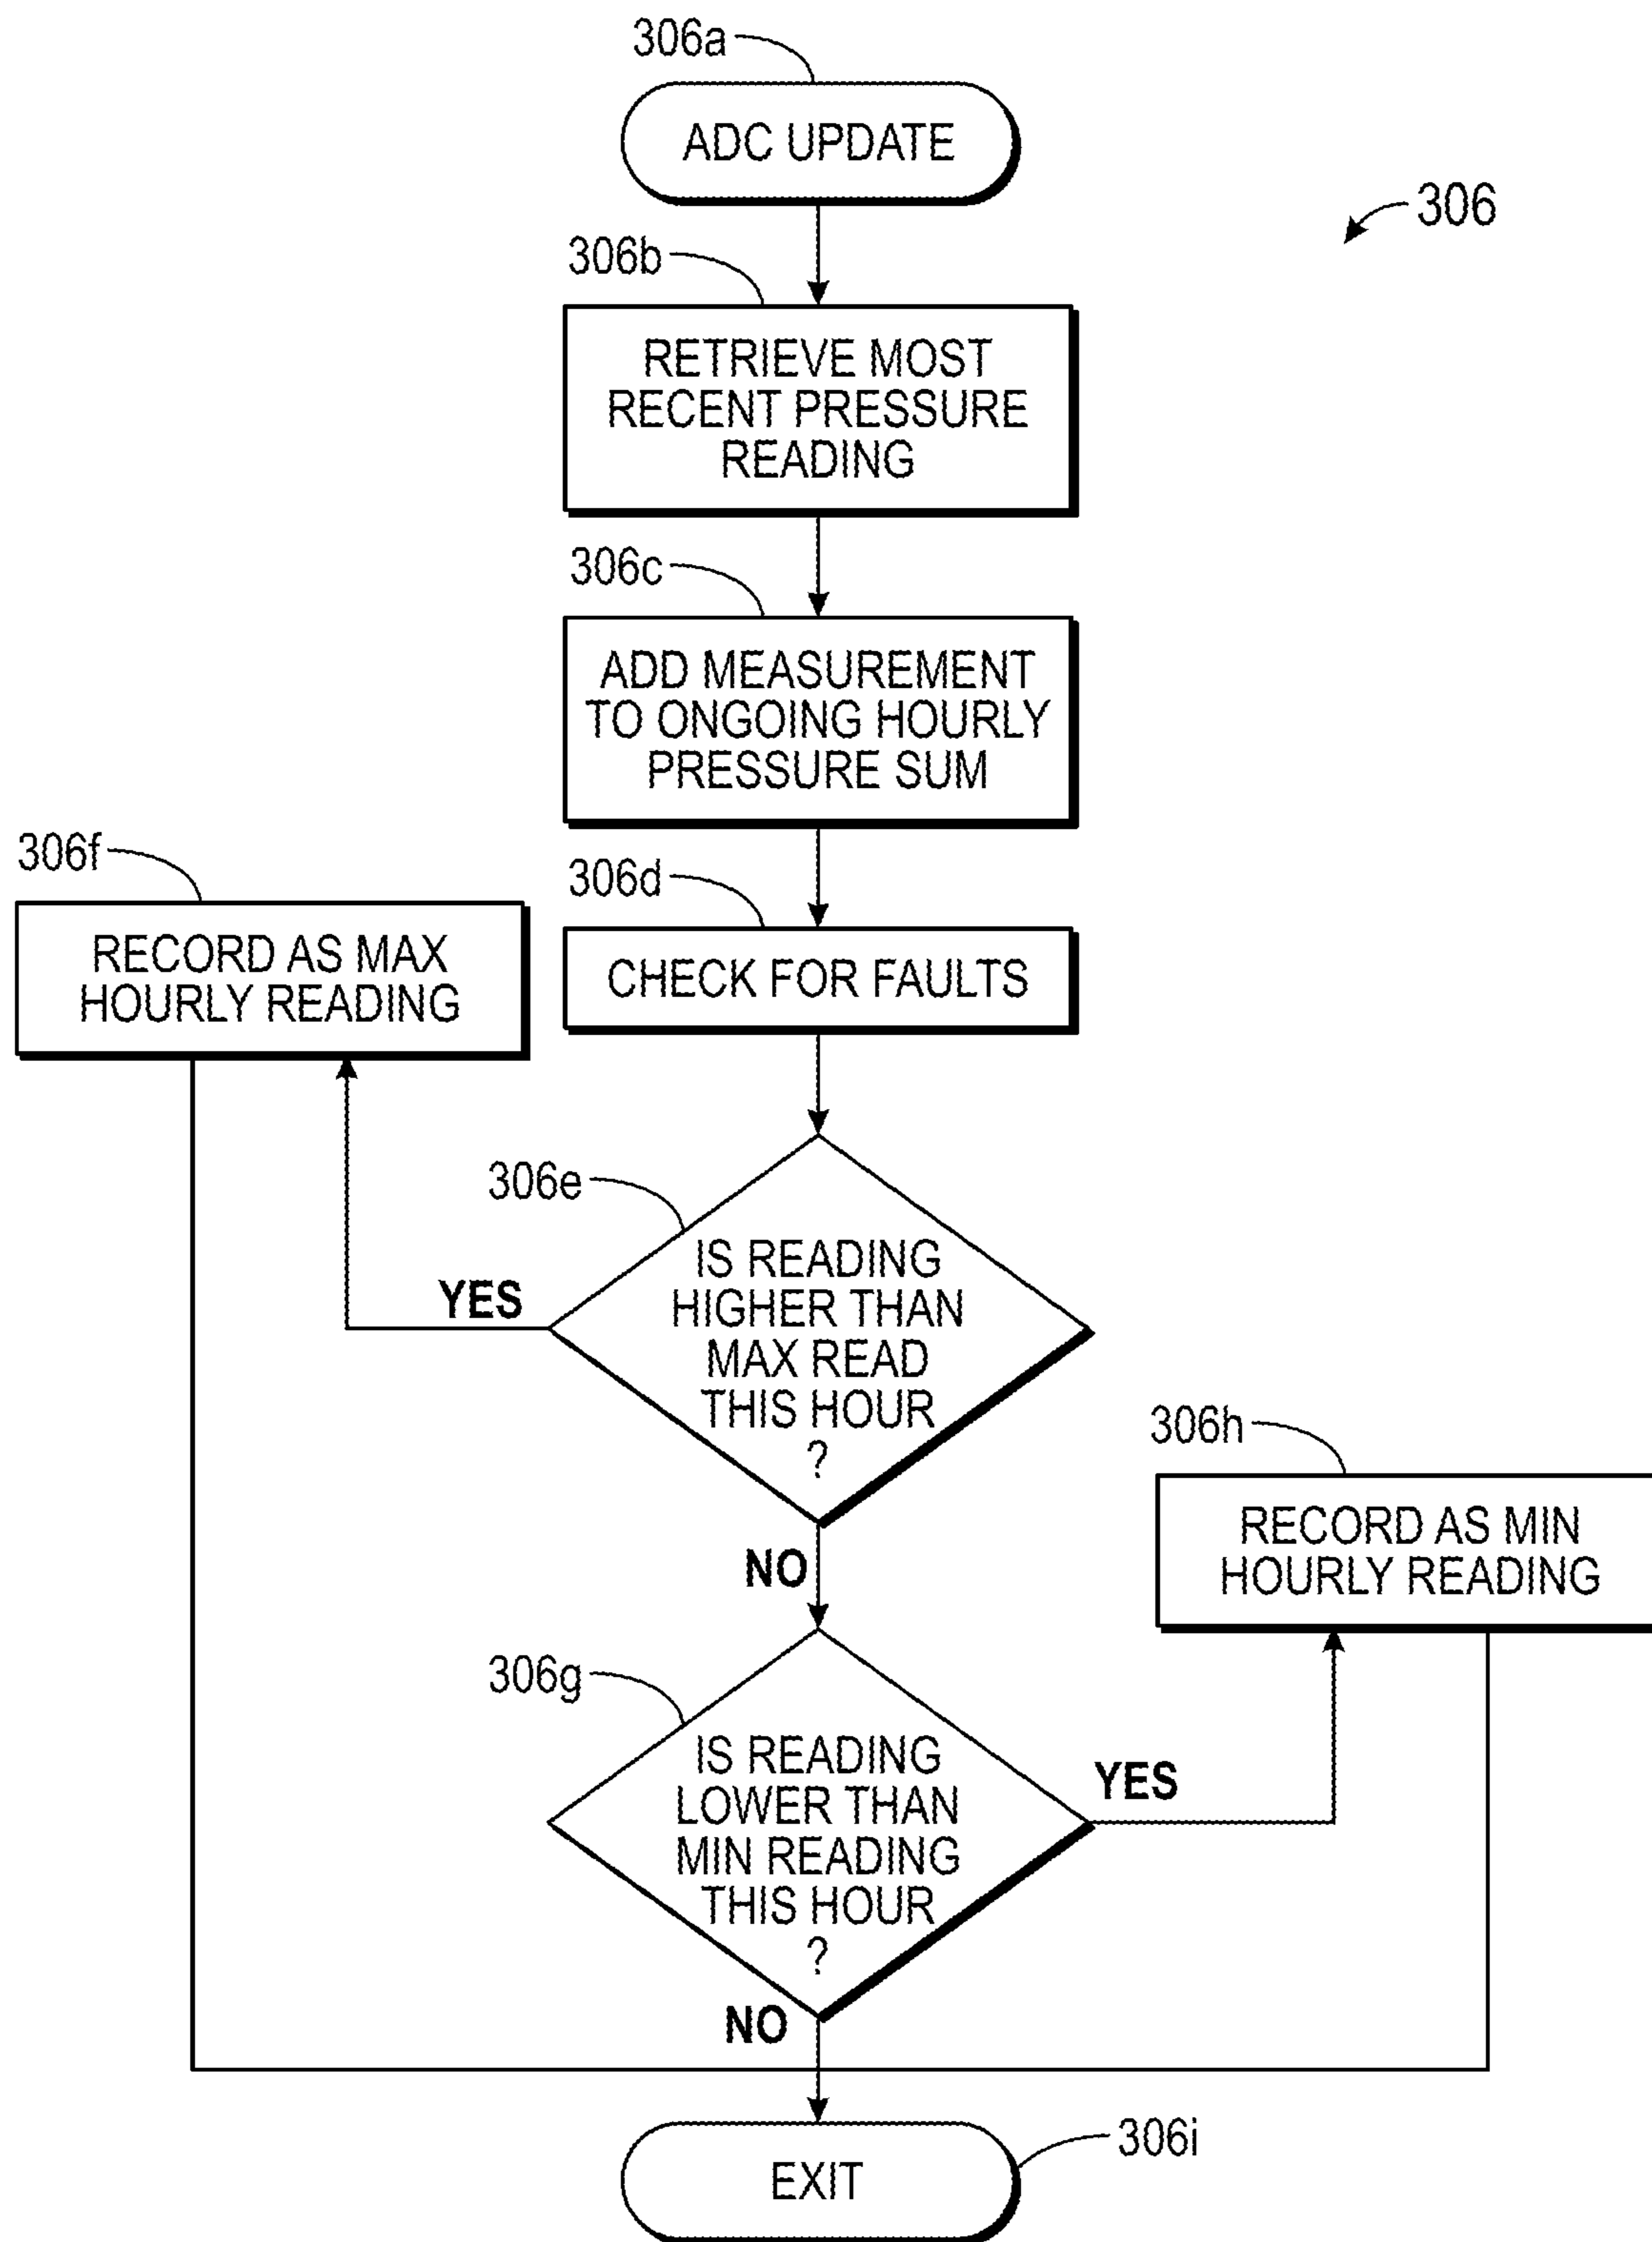 306a
ADC UPDATE
306
306b
RETRIEVE MOST
RECENT PRESSURE
READING
306c
ADD MEASUREMENT
TO ONGOING HOURLY
PRESSURE SUM
306f
RECORD AS MAX
HOURLY READING
306d
CHECK FOR FAULTS
306e
IS READING
HIGHER THAN
MAX READ
THIS HOUR
?
YES
NO
306h
RECORD AS MIN
HOURLY READING
306g
IS READING
LOWER THAN
MIN READING
THIS HOUR
?
YES
NO
306i
EXIT